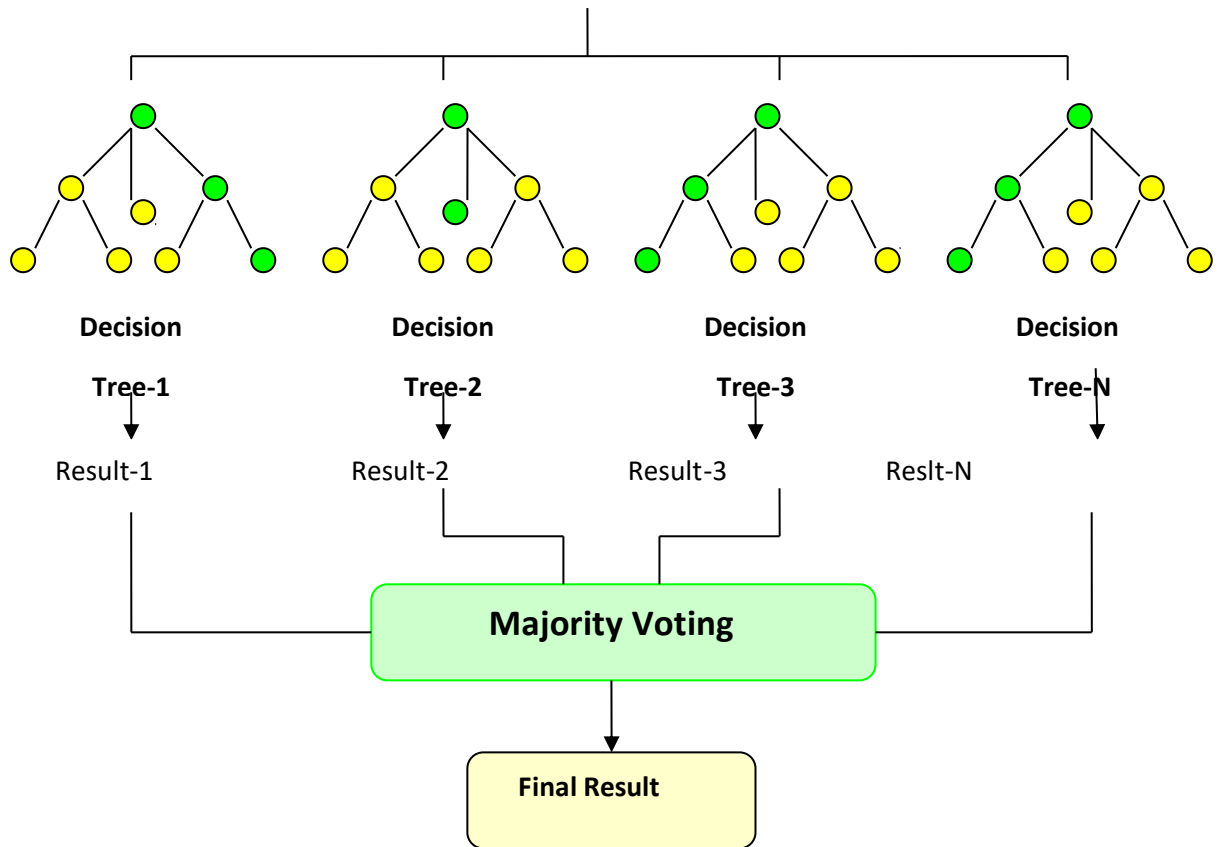 Decision Decision Decision Decision
Tree-1 Tree-2 Tree-3 Tree-N
Result-1 Result-2 Result-3 Reslt-N
Majority Voting
Final Result